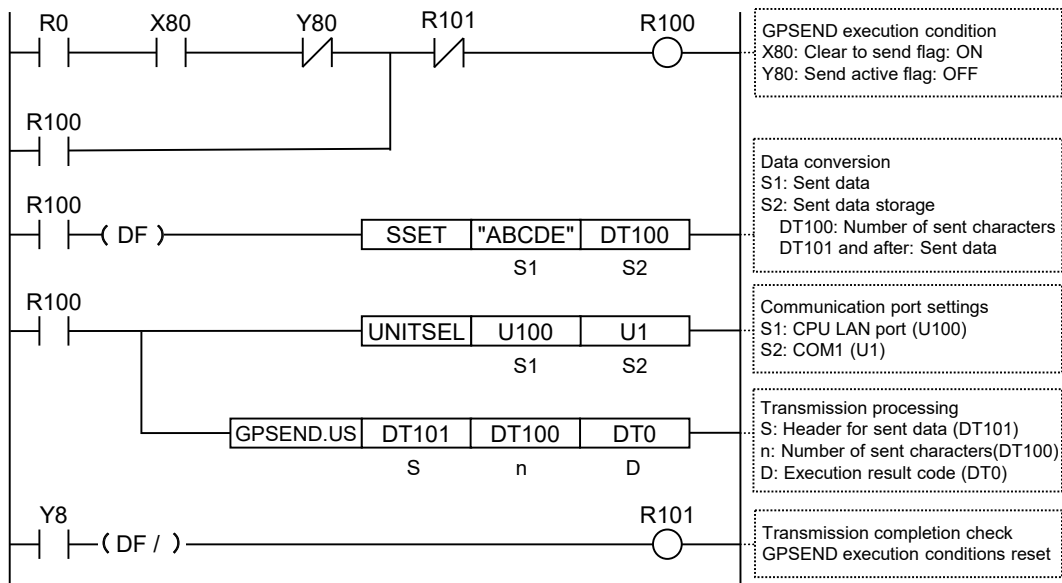 R0 X80 Y80 R101 R100
GPSEND execution condition
X80: Clear to send flag: ON
Y80: Send active flag: OFF
R100
Data conversion
S1: Sent data
S2: Sent data storage
DT100: Number of sent characters
DT101 and after: Sent data
R100
( DF ) SSET "ABCDE" DT100
S1 S2
R100
Communication port settings
S1: CPU LAN port (U100)
S2: COM1 (U1)
UNITSEL U100 U1
S1 S2
Transmission processing
S: Header for sent data (DT101)
n: Number of sent characters(DT100)
D: Execution result code (DT0)
GPSEND.US DT101 DT100 DT0
S n D
Y8 R101
( DF / )
Transmission completion check
GPSEND execution conditions reset